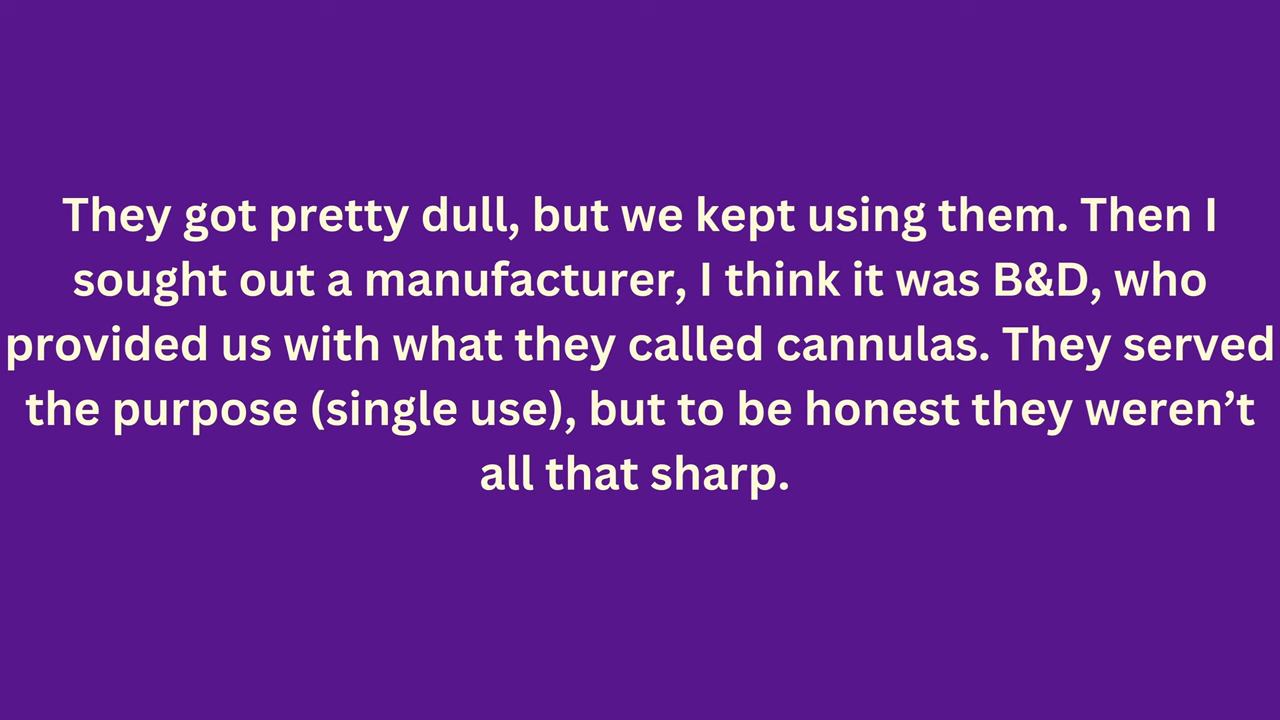 They got pretty dull, but we kept using them. Then I
sought out a manufacturer, I think it was B&D, who
provided us with what they called cannulas. They served
the purpose (single use), but to be honest they weren’t
all that sharp.